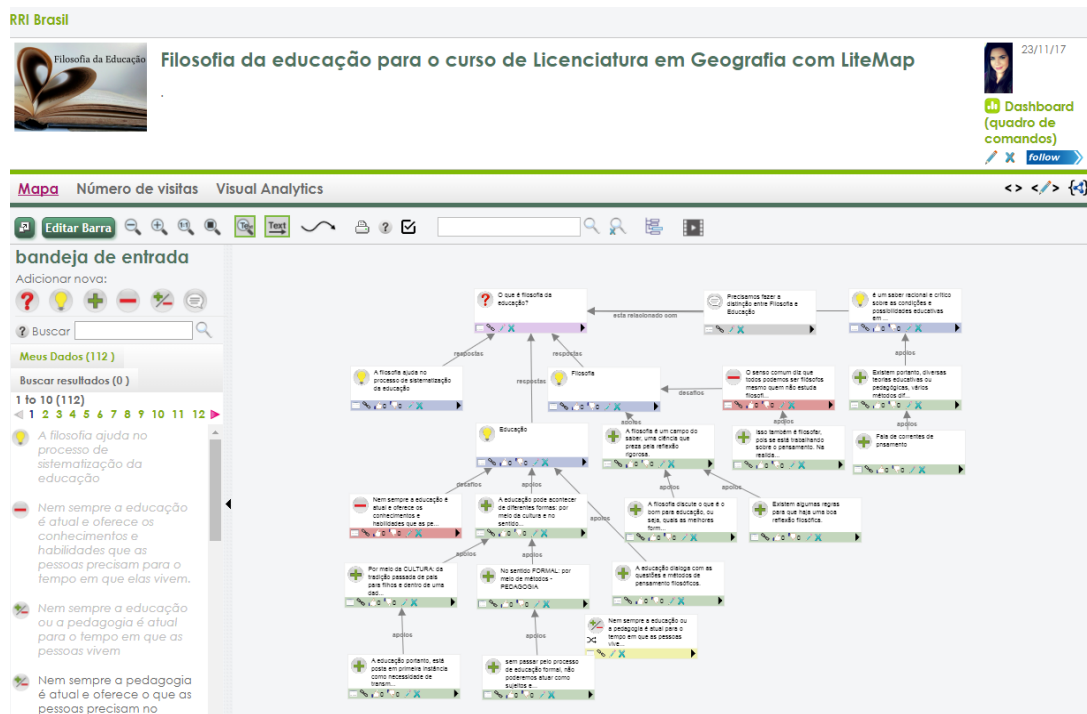 RRI Brasil
Filosofia da Educação
Filosofia da educação para o curso de Licenciatura em Geografia com LiteMap
.
23/11/17
Dashboard
(quadro de
comandos)
follow
Mapa Número de visitas Visual Analytics
Editar Barra
1:1
Text
bandeja de entrada
Adicionar nova:
Buscar
Meus Dados (112 )
Buscar resultados (0 )
1 to 10 (112)
1 2 3 4 5 6 7 8 9 10 11 12
A filosofia ajuda no
processo de
sistematização da
educação
Nem sempre a educação
é atual e oferece os
conhecimentos e
habilidades que as
pessoas precisam para o
tempo em que elas vivem.
Nem sempre a educação
ou a pedagogia é atual
para o tempo em que as
pessoas vivem
Nem sempre a pedagogia
é atual e oferece o que as
pessoas precisam no
O que é filosofia da
educação?
esta relacionado com
Precisamos fazer a
distinção entre Filosofia e
Educação
é um saber racional e crítico
sobre as condições e
possibilidades educativas
em ...
respostas
respostas
respostas
apoios
A filosofia ajuda no
processo de sistematização
da educação
Filosofia
desafios
O senso comum diz que
todos podemos ser filósofos
mesmo quem não estuda
filosofi...
Existem portanto, diversas
teorias educativas ou
pedagógicas, vários
métodos dif...
apoios
apoios
apoios
Educação
A filosofia é um campo do
saber, uma ciência que
preza pela reflexão
rigorosa.
Isso também é filosofar,
pois se está trabalhando
sobre o pensamento. Na
realida...
Fala de correntes de
pnsamento
desafios
apoios
apoios
apoios
apoios
Nem sempre a educação é
atual e oferece os
conhecimentos e
habilidades que as pe...
A educação pode acontecer
de diferentes formas: por
meio da cultura e no
sentido...
A filosofia discute o que é o
bom para educação, ou
seja, quais as melhores
form...
Existem algumas regras
para que haja uma boa
reflexão filosófica.
apoios
apoios
Por meio da CULTURA: da
tradição passada de pais
para filhos e dentro de uma
dad...
No sentido FORMAL: por
meio de métodos -
PEDAGOGIA
A educação dialoga com as
questões e métodos de
pensamento filosóficos.
Nem sempre a educação ou
a pedagogia é atual para o
tempo em que as pessoas
vive...
apoios
apoios
A educação portanto, está
posta em primeira instância
como necessidade de
transm...
sem passar pelo processo
de educação formal, não
poderemos atuar como
sujeitos e...